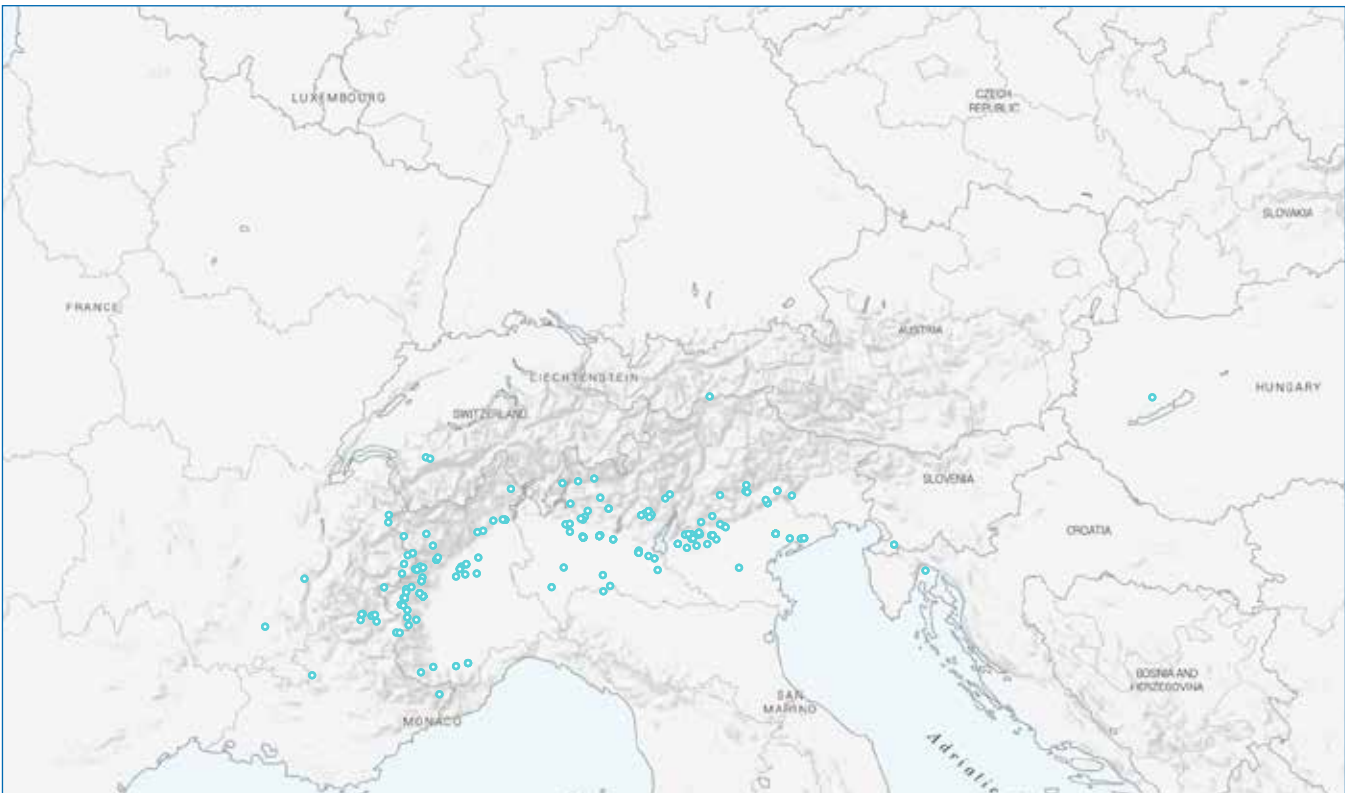 LUXEMBOURG
CZECH
REPUBLIC
SLOVAKIA
FRANCE
AUSTRIA
LIECHTENSTEIN
HUNGARY
SWITZERLAND
SLOVENIA
CROATIA
BOSNIA AND
HERZEGOVINA
SAN
MARINO
MONACO
Adriatic